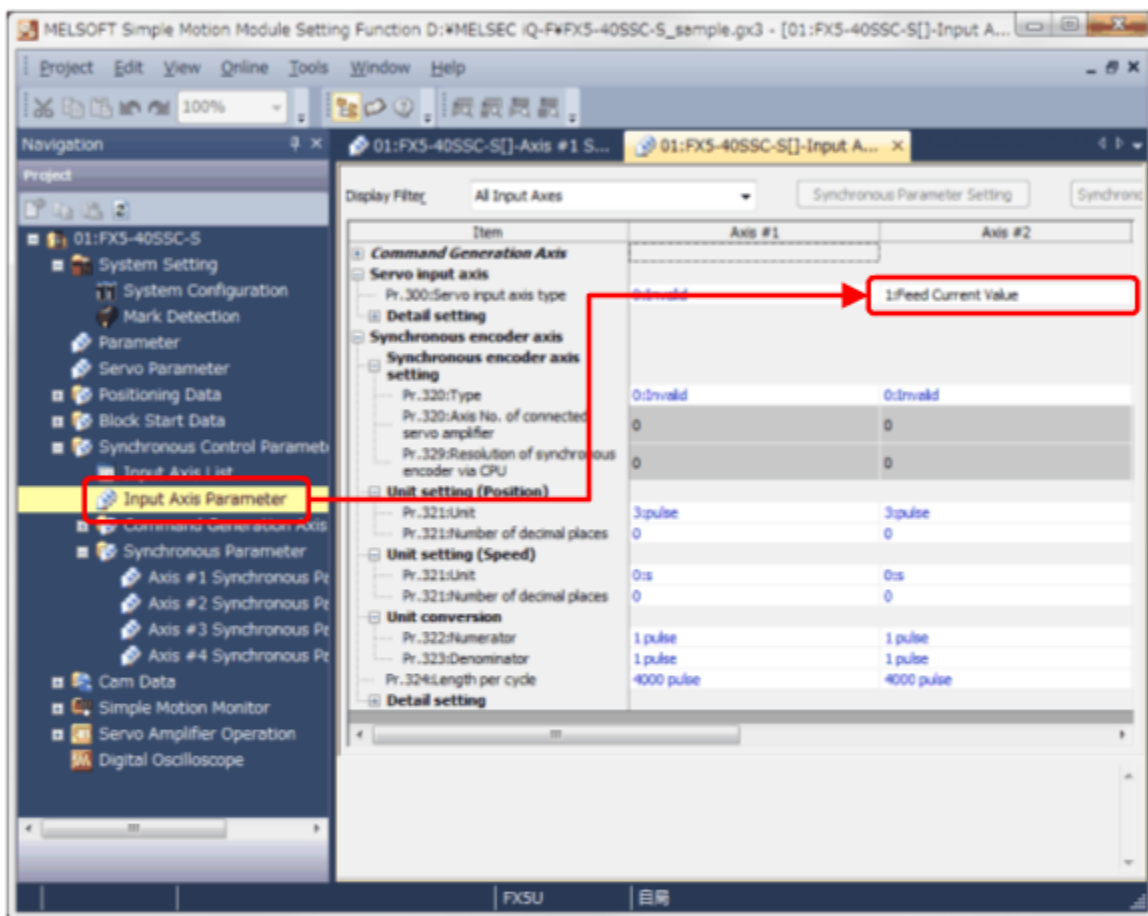 MELSOFT Simple Motion Module Setting Function D:¥MELSEC iQ-F¥FX5-40SSC-S_sample.gx3 - [01:FX5-40SSC-S[]-Input A...
Project Edit View Online Tools Window Help
100%
Navigation
01:FX5-40SSC-S[]-Axis #1 S...
01:FX5-40SSC-S[]-Input A...
Project
Display Filter All Input Axes Synchronous Parameter Setting Synchronc
Item Axis #1 Axis #2
01:FX5-40SSC-S
System Setting
System Configuration
Mark Detection
Parameter
Servo Parameter
Positioning Data
Block Start Data
Synchronous Control Paramet
Input Axis List
Input Axis Parameter
Command Generation Axis
Synchronous Parameter
Axis #1 Synchronous Pa
Axis #2 Synchronous Pa
Axis #3 Synchronous Pa
Axis #4 Synchronous Pa
Cam Data
Simple Motion Monitor
Servo Amplifier Operation
Digital Oscilloscope
Command Generation Axis
Servo input axis
Pr.300:Servo input axis type 0:Invalid 1:Feed Current Value
Detail setting
Synchronous encoder axis
Synchronous encoder axis
setting
Pr.320:Type 0:Invalid 0:Invalid
Pr.320:Axis No. of connected
servo amplifier 0 0
Pr.329:Resolution of synchronous
encoder via CPU 0 0
Unit setting (Position)
Pr.321:Unit 3:pulse 3:pulse
Pr.321:Number of decimal places 0 0
Unit setting (Speed)
Pr.321:Unit 0:s 0:s
Pr.321:Number of decimal places 0 0
Unit conversion
Pr.322:Numerator 1 pulse 1 pulse
Pr.323:Denominator 1 pulse 1 pulse
Pr.324:Length per cycle 4000 pulse 4000 pulse
Detail setting
FX5U 自局